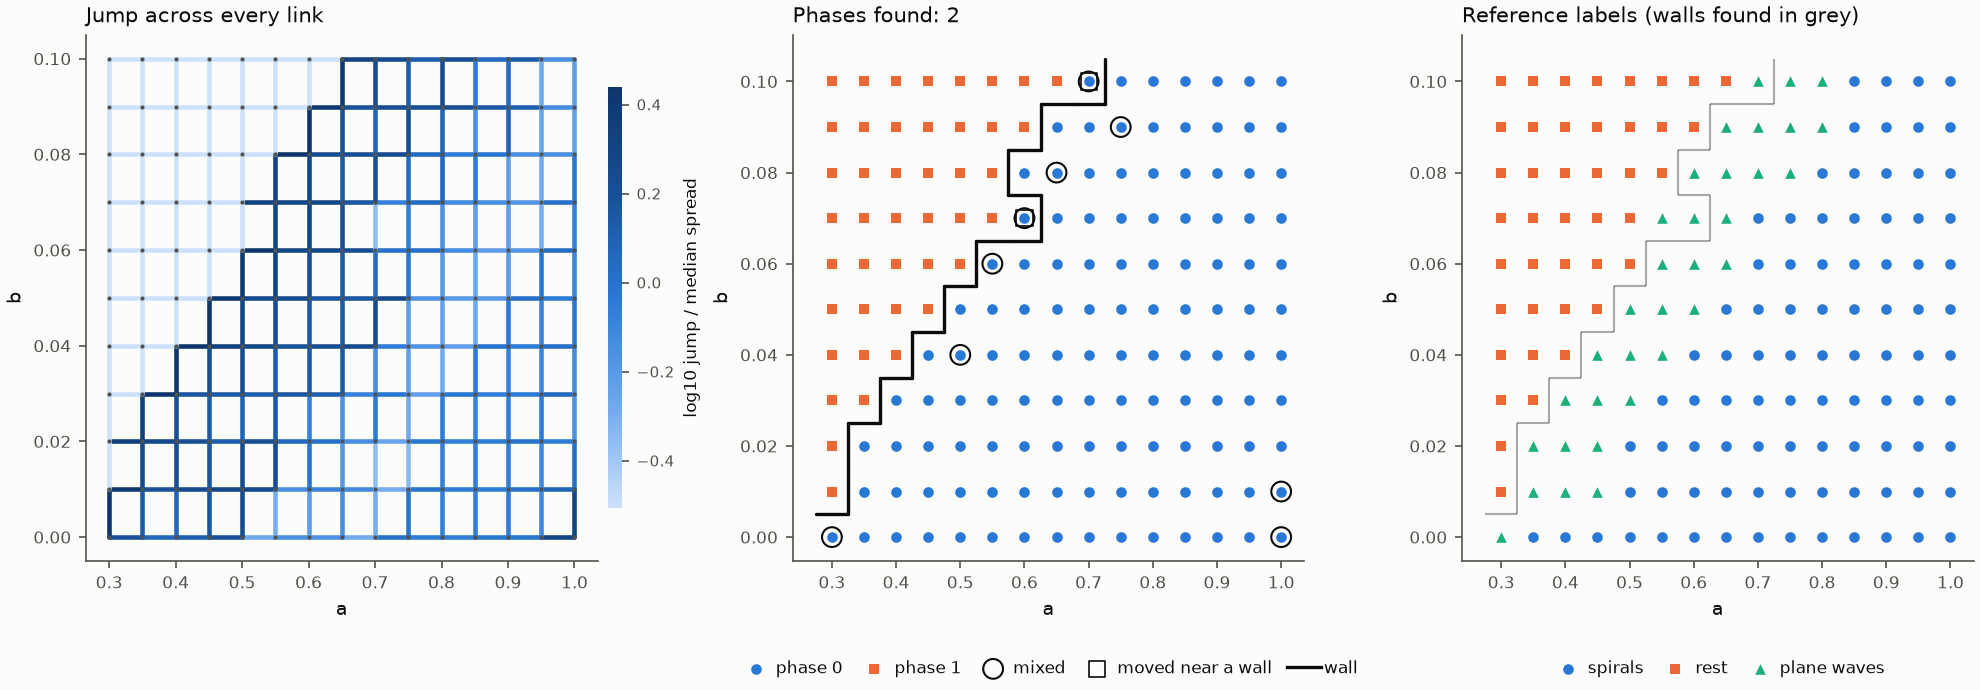 Jump across every link
0.10
0.08
0.06
0.04
0.02
0.00
b
0.3 0.4 0.5 0.6 0.7 0.8 0.9 1.0
a
0.4
0.2
0.0
−0.2
−0.4
log10 jump / median spread
Phases found: 2
0.10
0.08
0.06
0.04
0.02
0.00
b
0.3 0.4 0.5 0.6 0.7 0.8 0.9 1.0
a
phase 0 phase 1 mixed moved near a wall wall
Reference labels (walls found in grey)
0.10
0.08
0.06
0.04
0.02
0.00
b
0.3 0.4 0.5 0.6 0.7 0.8 0.9 1.0
a
spirals rest plane waves